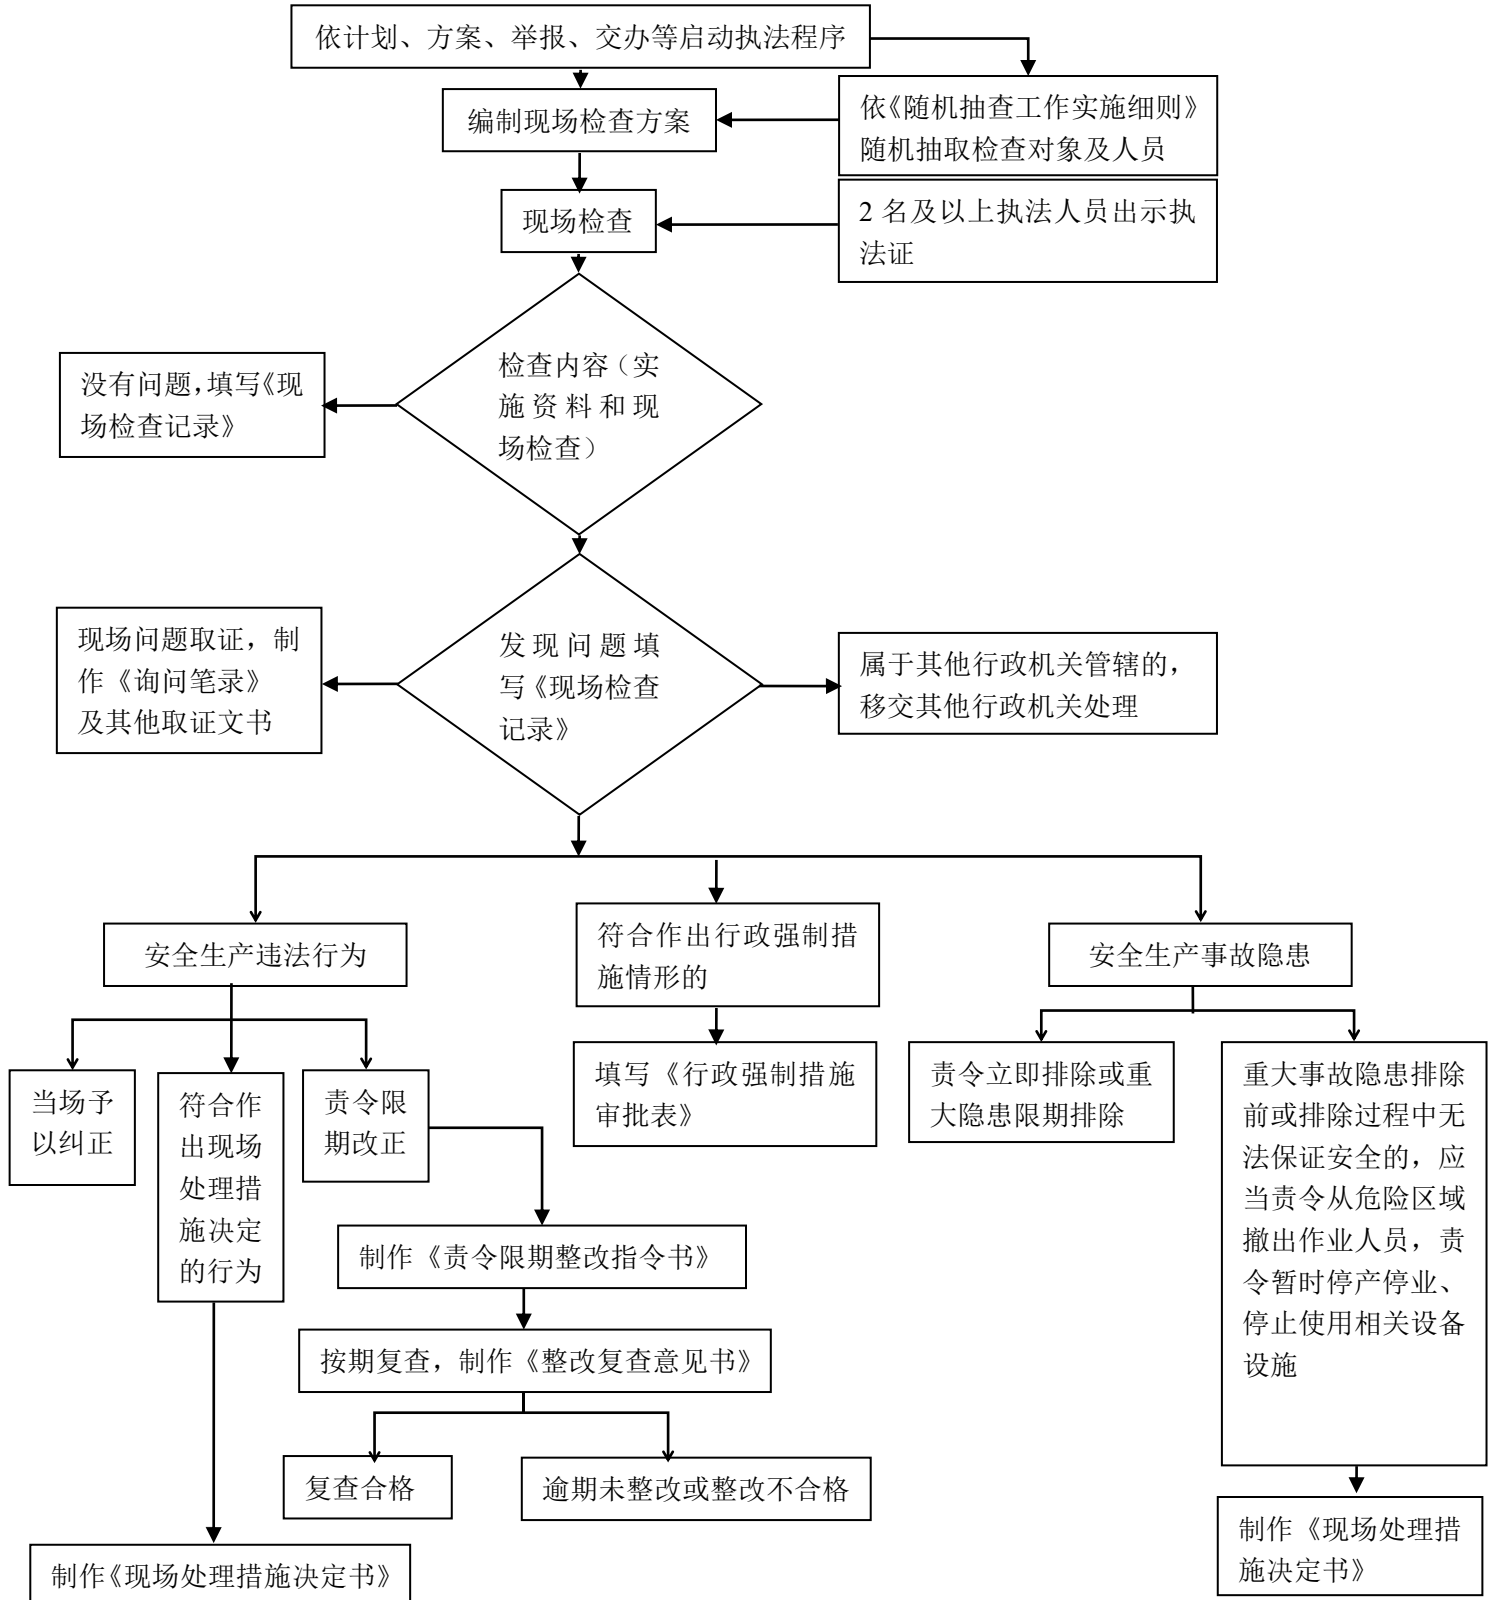 依计划、方案、举报、交办等启动执法程序
编制现场检查方案
依《随机抽查工作实施细则》
随机抽取检查对象及人员
现场检查
2 名及以上执法人员出示执
法证
检查内容（实
施资料和现
场检查）
没有问题，填写《现
场检查记录》
发现问题填
写《现场检查
记录》
现场问题取证，制
作《询问笔录》
及其他取证文书
属于其他行政机关管辖的，
移交其他行政机关处理
安全生产违法行为
符合作出行政强制措
施情形的
安全生产事故隐患
当场予
以纠正
符合作
出现场
处理措
施决定
的行为
责令限
期改正
填写《行政强制措施
审批表》
责令立即排除或重
大隐患限期排除
重大事故隐患排除
前或排除过程中无
法保证安全的，应
当责令从危险区域
撤出作业人员，责
令暂时停产停业、
停止使用相关设备
设施
制作《责令限期整改指令书》
按期复查，制作《整改复查意见书》
复查合格
逾期未整改或整改不合格
制作《现场处理措施决定书》
制作《现场处理措
施决定书》